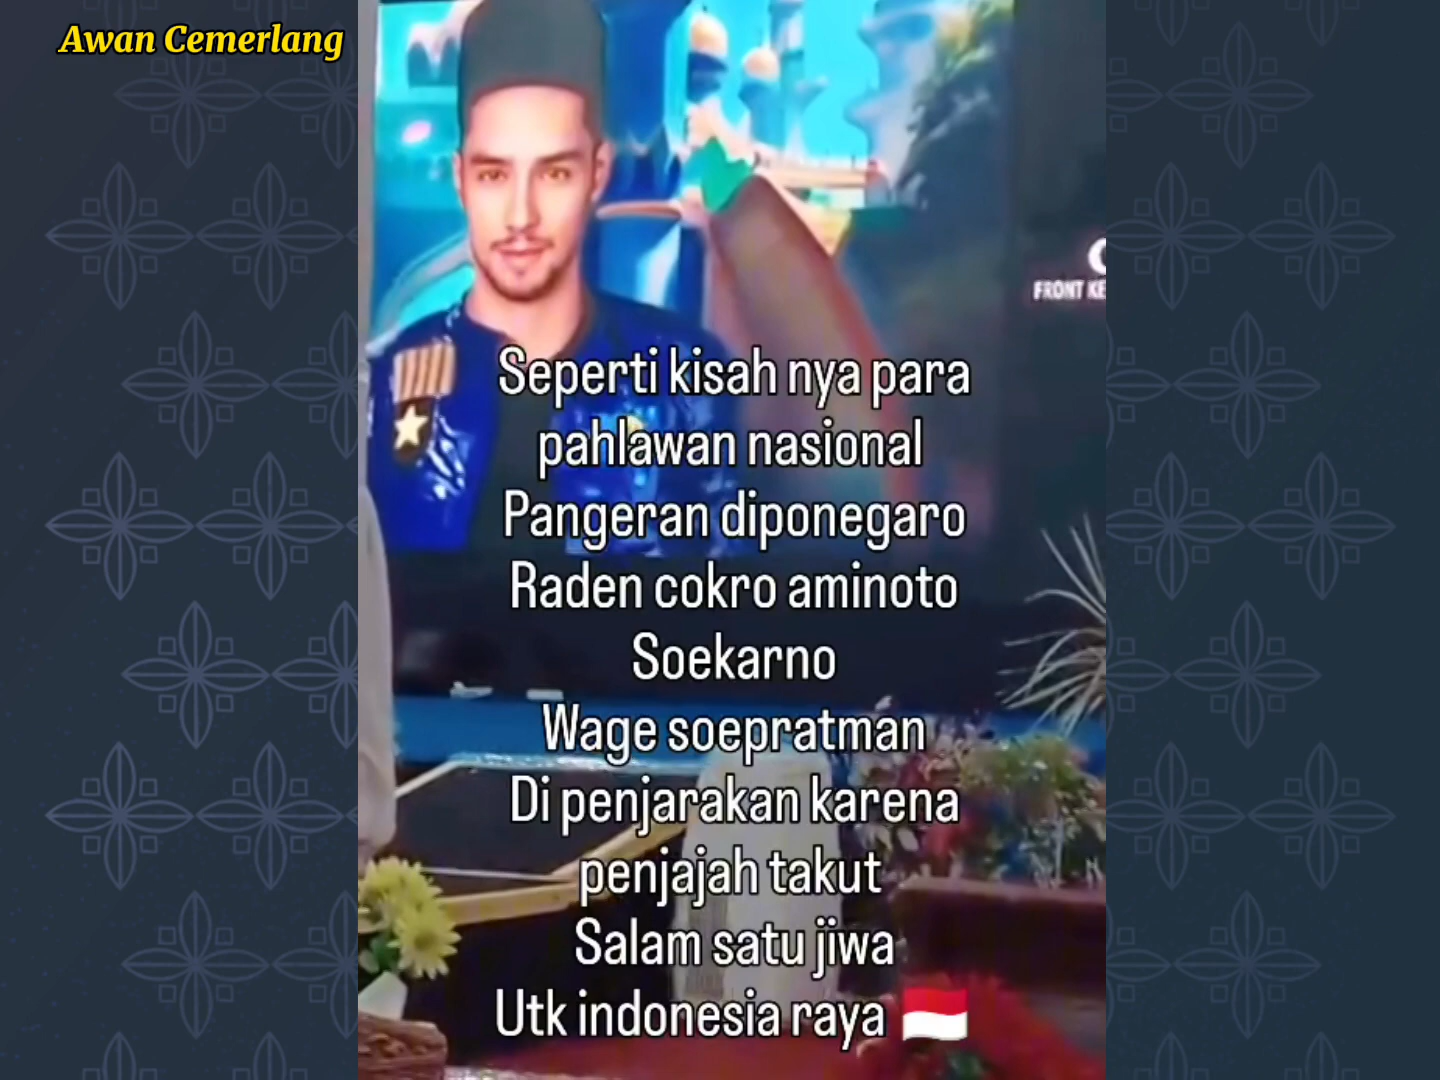 Awan Cemerlang
FRONT
Seperti kisah nya para
pahlawan nasional
Pangeran diponegaro
Raden cokro aminoto
Soekarno
Wage soepratman
Di penjarakan karena
penjajah takut
Salam satu jiwa
Utk indonesia raya 🇮🇩